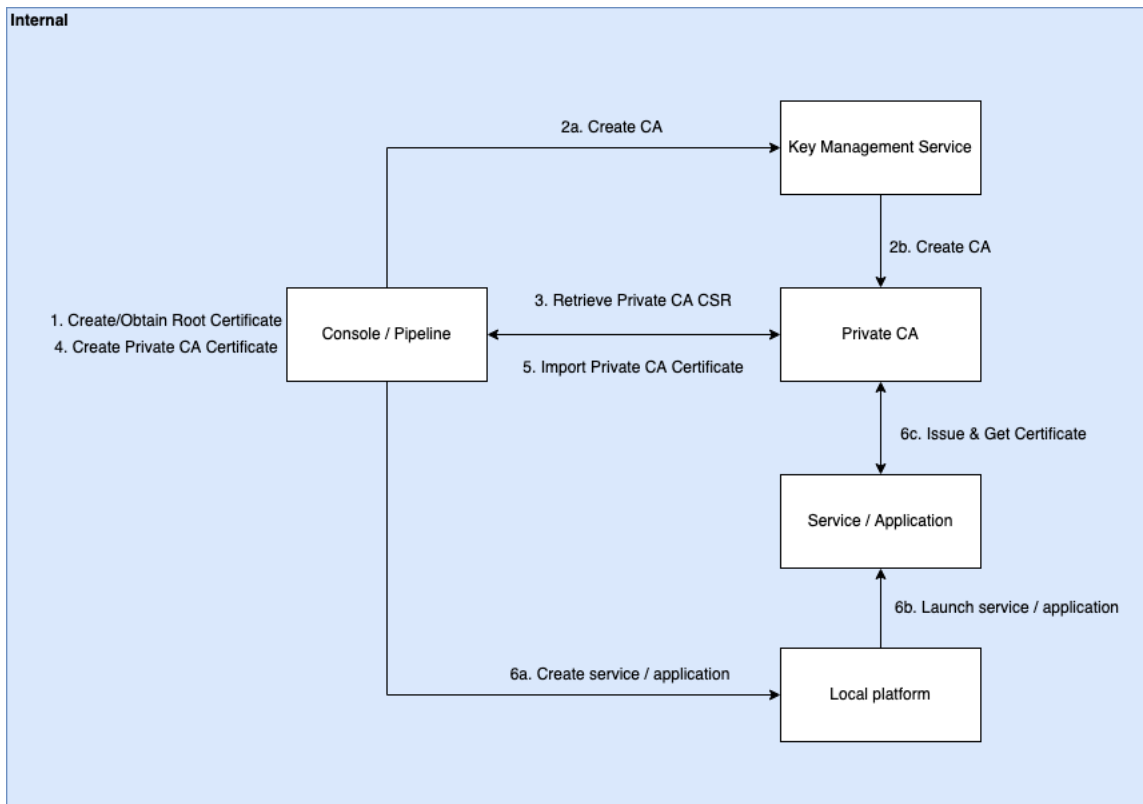 Internal
2a. Create CA
Key Management Service
2b. Create CA
1. Create/Obtain Root Certificate
4. Create Private CA Certificate
Console / Pipeline
3. Retrieve Private CA CSR
5. Import Private CA Certificate
Private CA
6c. Issue & Get Certificate
Service / Application
6b. Launch service / application
6a. Create service / application
Local platform